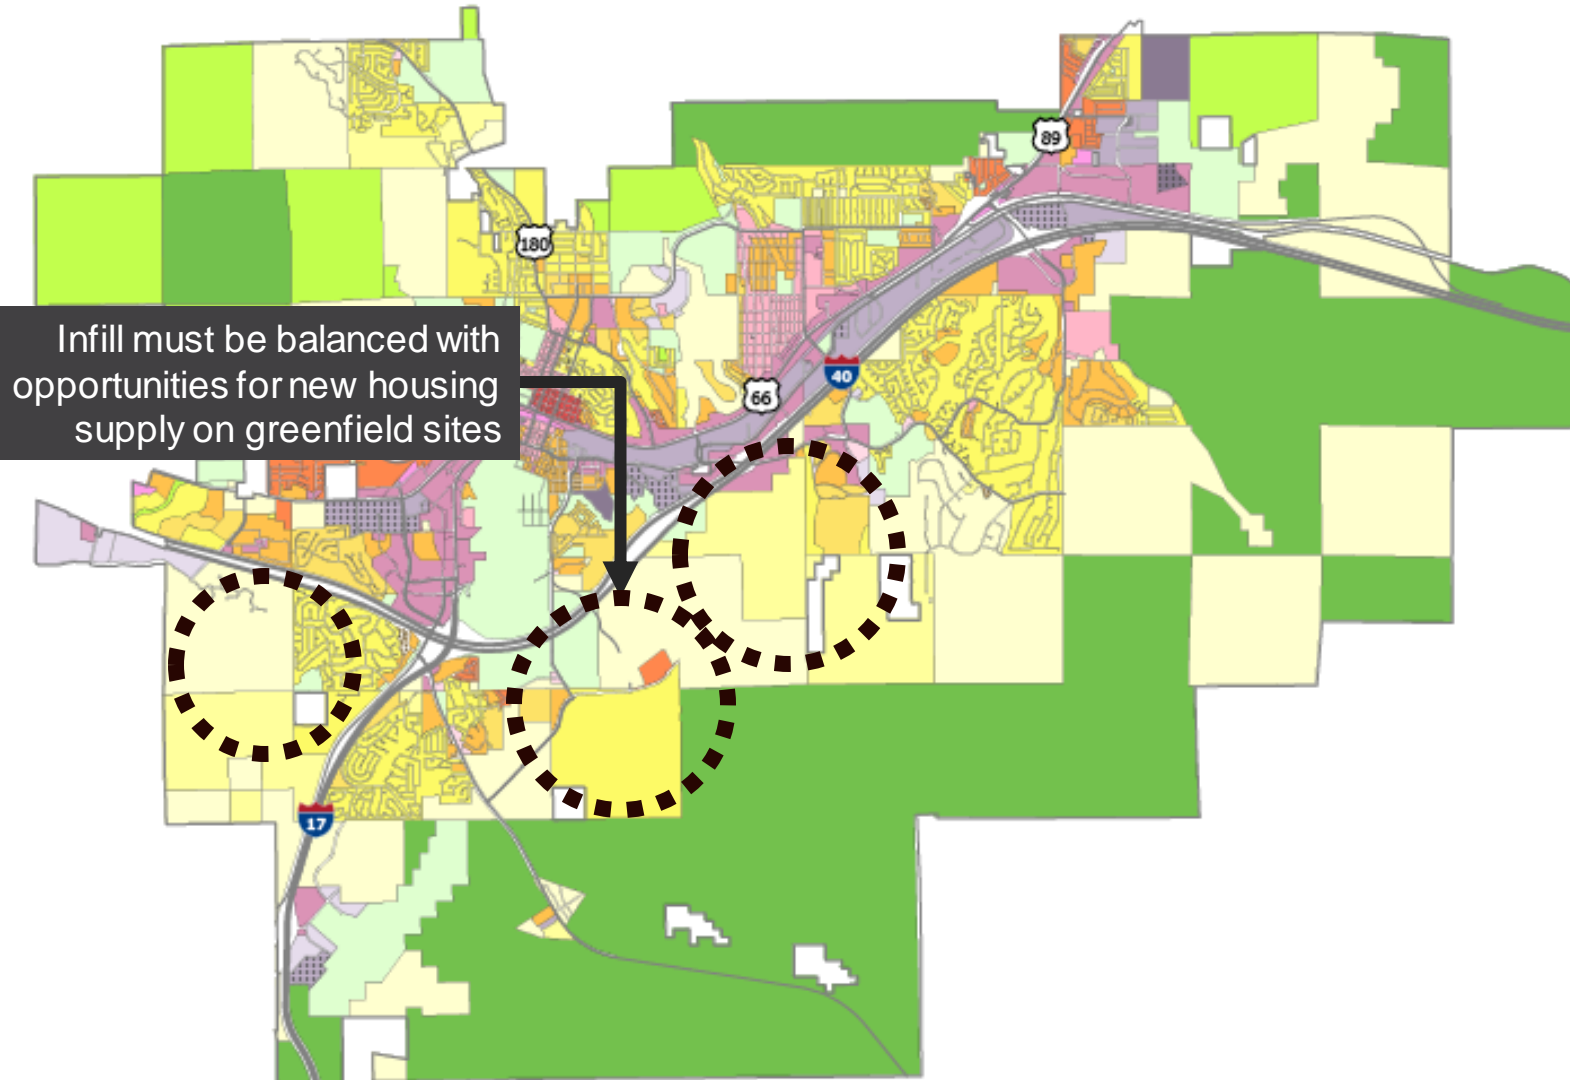 89
180
Infill must be balanced with
opportunities for new housing
supply on greenfield sites
40
66
17